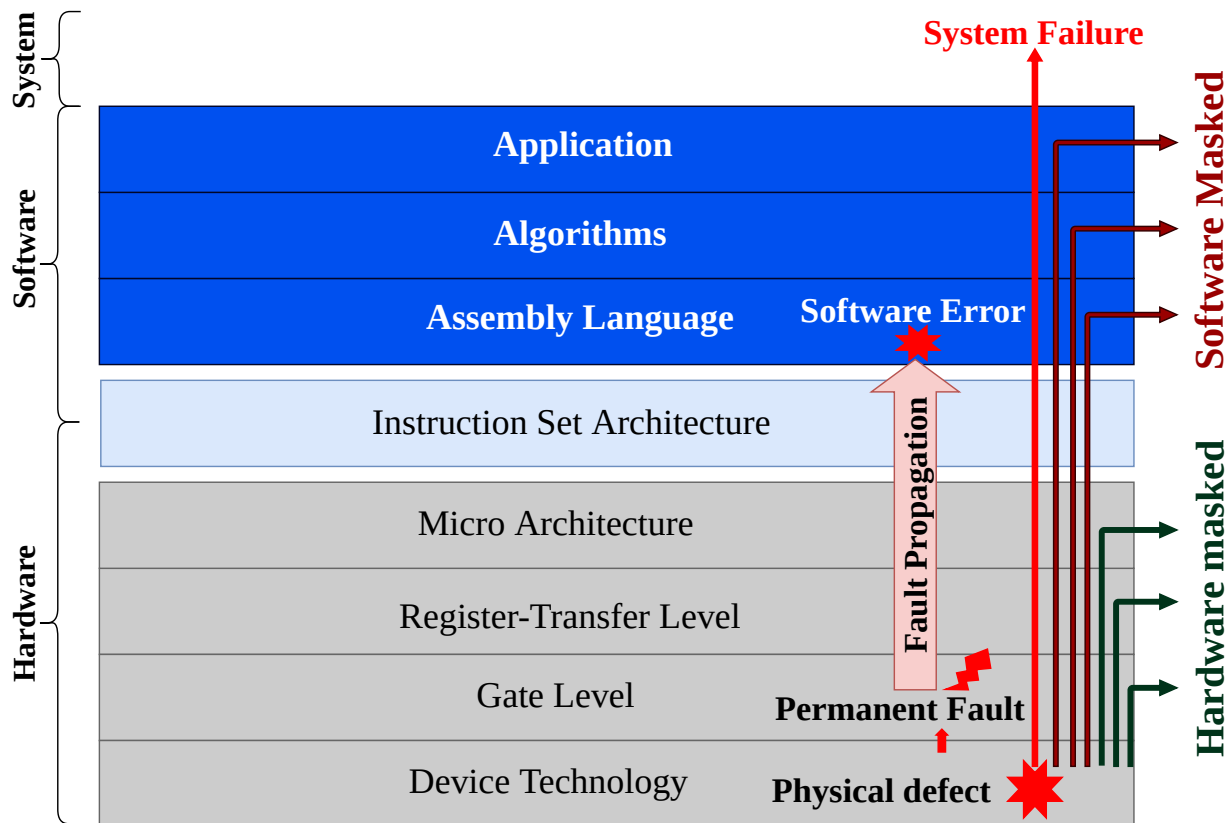 System
Software
Hardware
System Failure
Application
Algorithms
Assembly Language
Software Error
Instruction Set Architecture
Micro Architecture
Register-Transfer Level
Gate Level
Device Technology
Fault Propagation
Permanent Fault
Physical defect
Software Masked
Hardware masked